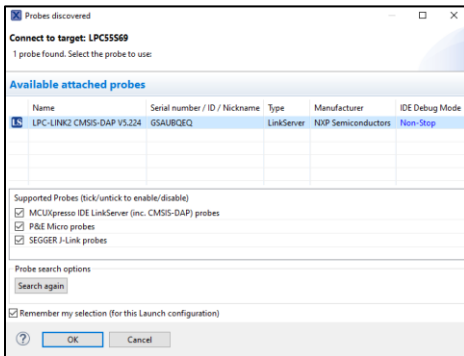 Probes discovered
Connect to target: LPC55S69
1 probe found. Select the probe to use:
Available attached probes
Name Serial number / ID / Nickname Type Manufacturer IDE Debug Mode
LS LPC-LINK2 CMSIS-DAP V5.224 GSAUBQEQ LinkServer NXP Semiconductors Non-Stop
Supported Probes (tick/untick to enable/disable)
MCUXpresso IDE LinkServer (inc. CMSIS-DAP) probes
P&E Micro probes
SEGGER J-Link probes
Probe search options
Search again
Remember my selection (for this Launch configuration)
? OK Cancel